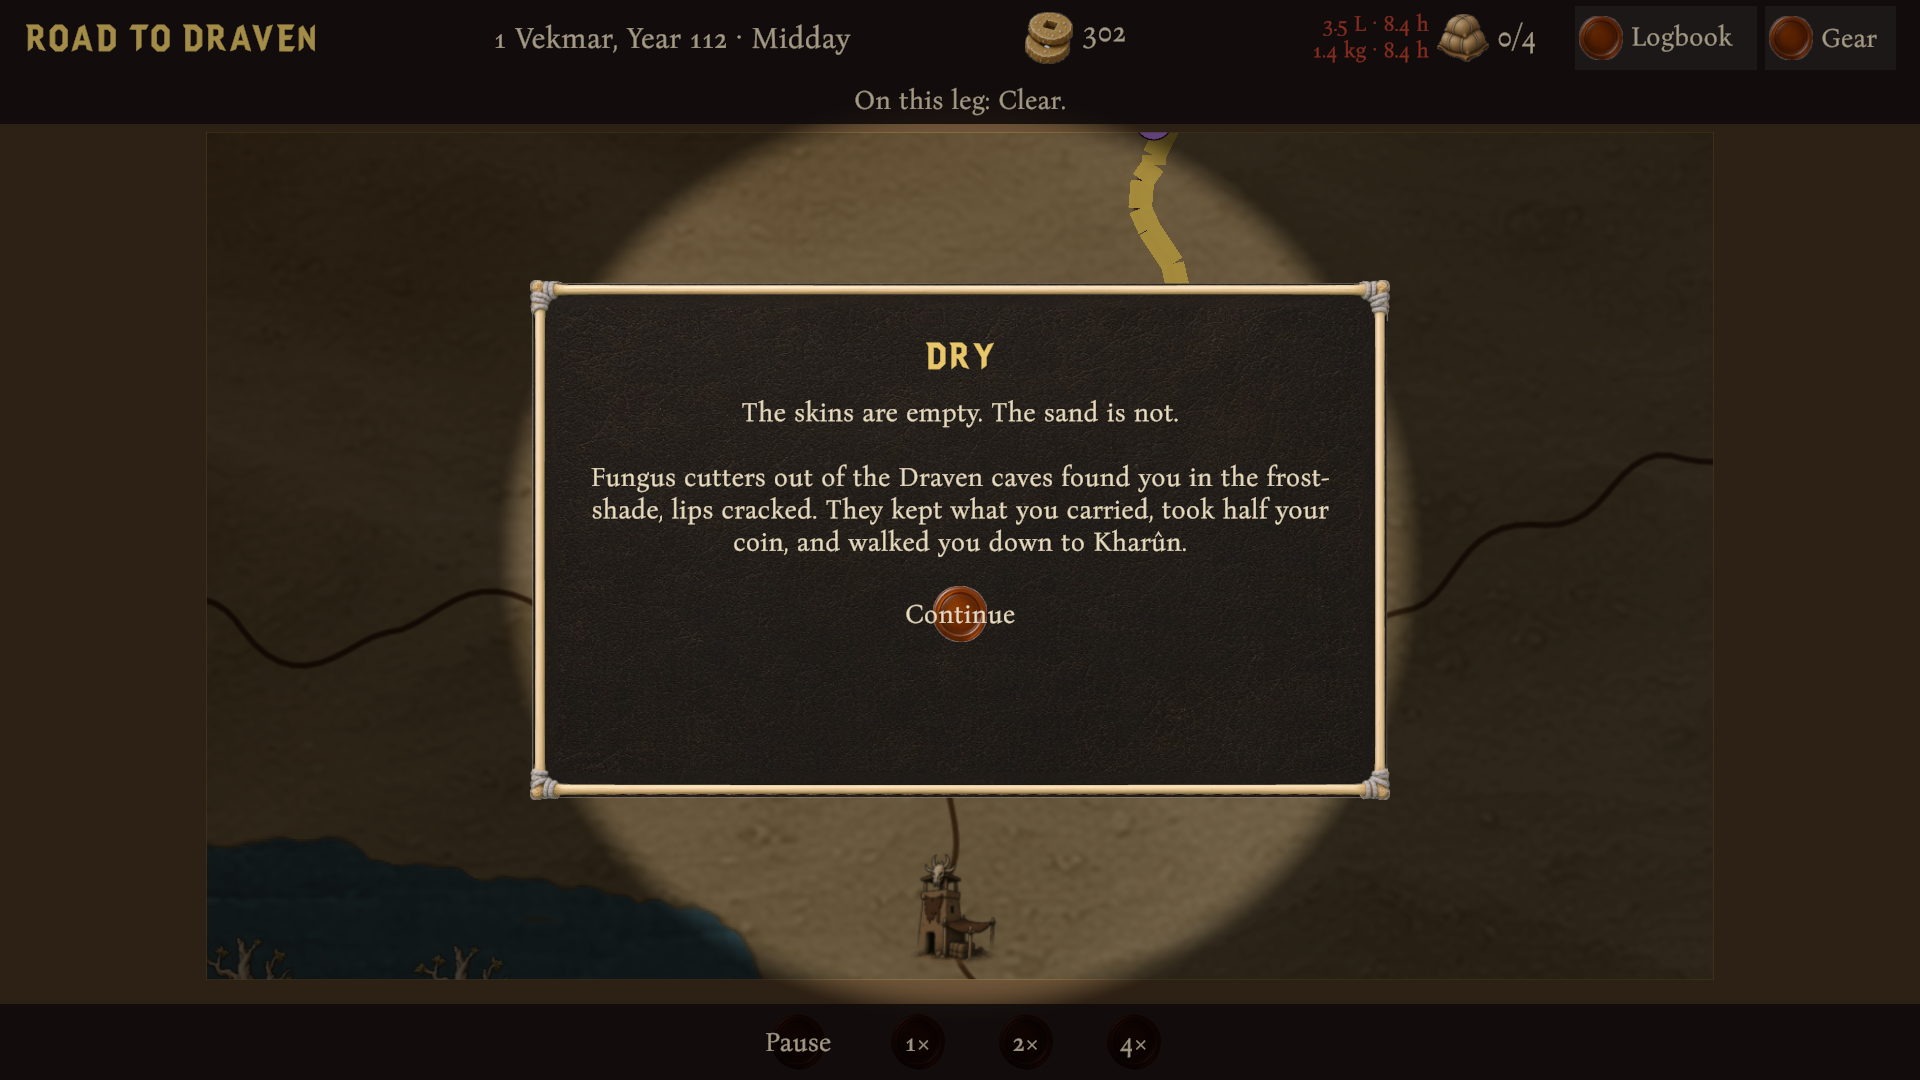 ROAD TO DRAVEN
1 Vekmar, Year 112 · Midday
302
3.5 L · 8.4 h
1.4 kg · 8.4 h
0/4
Logbook
Gear
On this leg: Clear.
DRY
The skins are empty. The sand is not.
Fungus cutters out of the Draven caves found you in the frost-
shade, lips cracked. They kept what you carried, took half your
coin, and walked you down to Kharûn.
Continue
Pause
1×
2×
4×